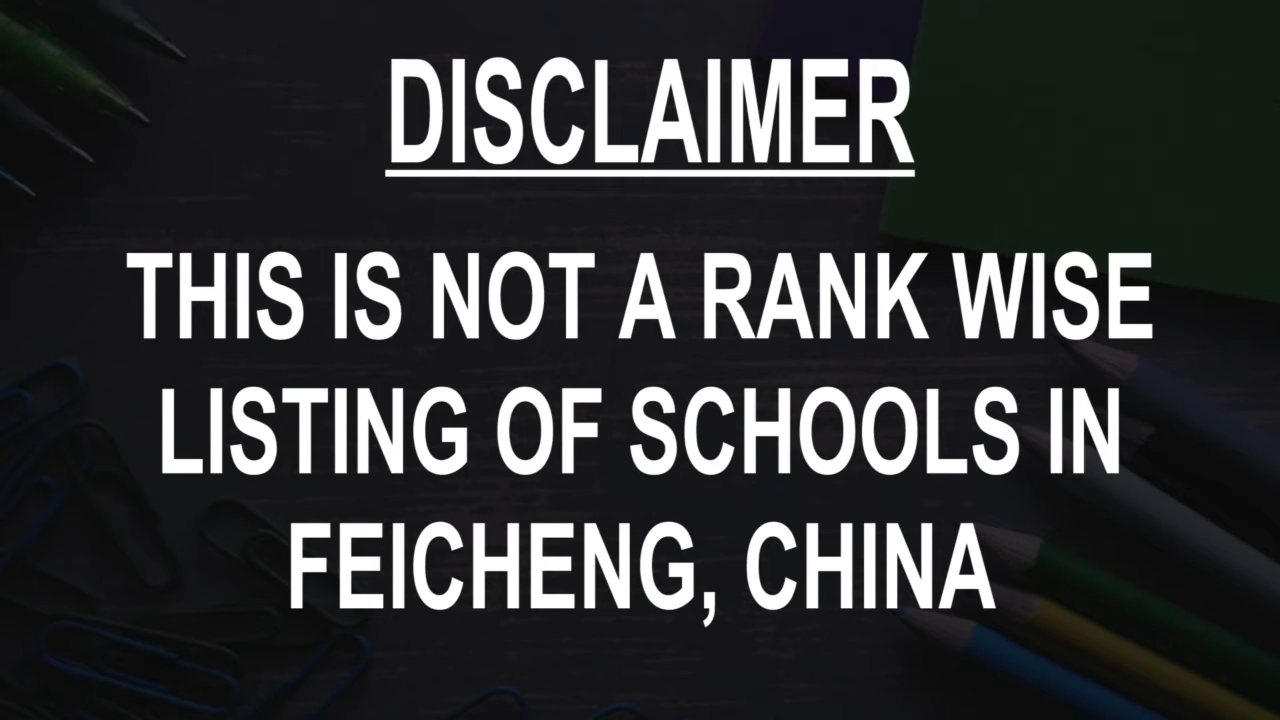 DISCLAIMER
THIS IS NOT A RANK WISE
LISTING OF SCHOOLS IN
FEICHENG, CHINA